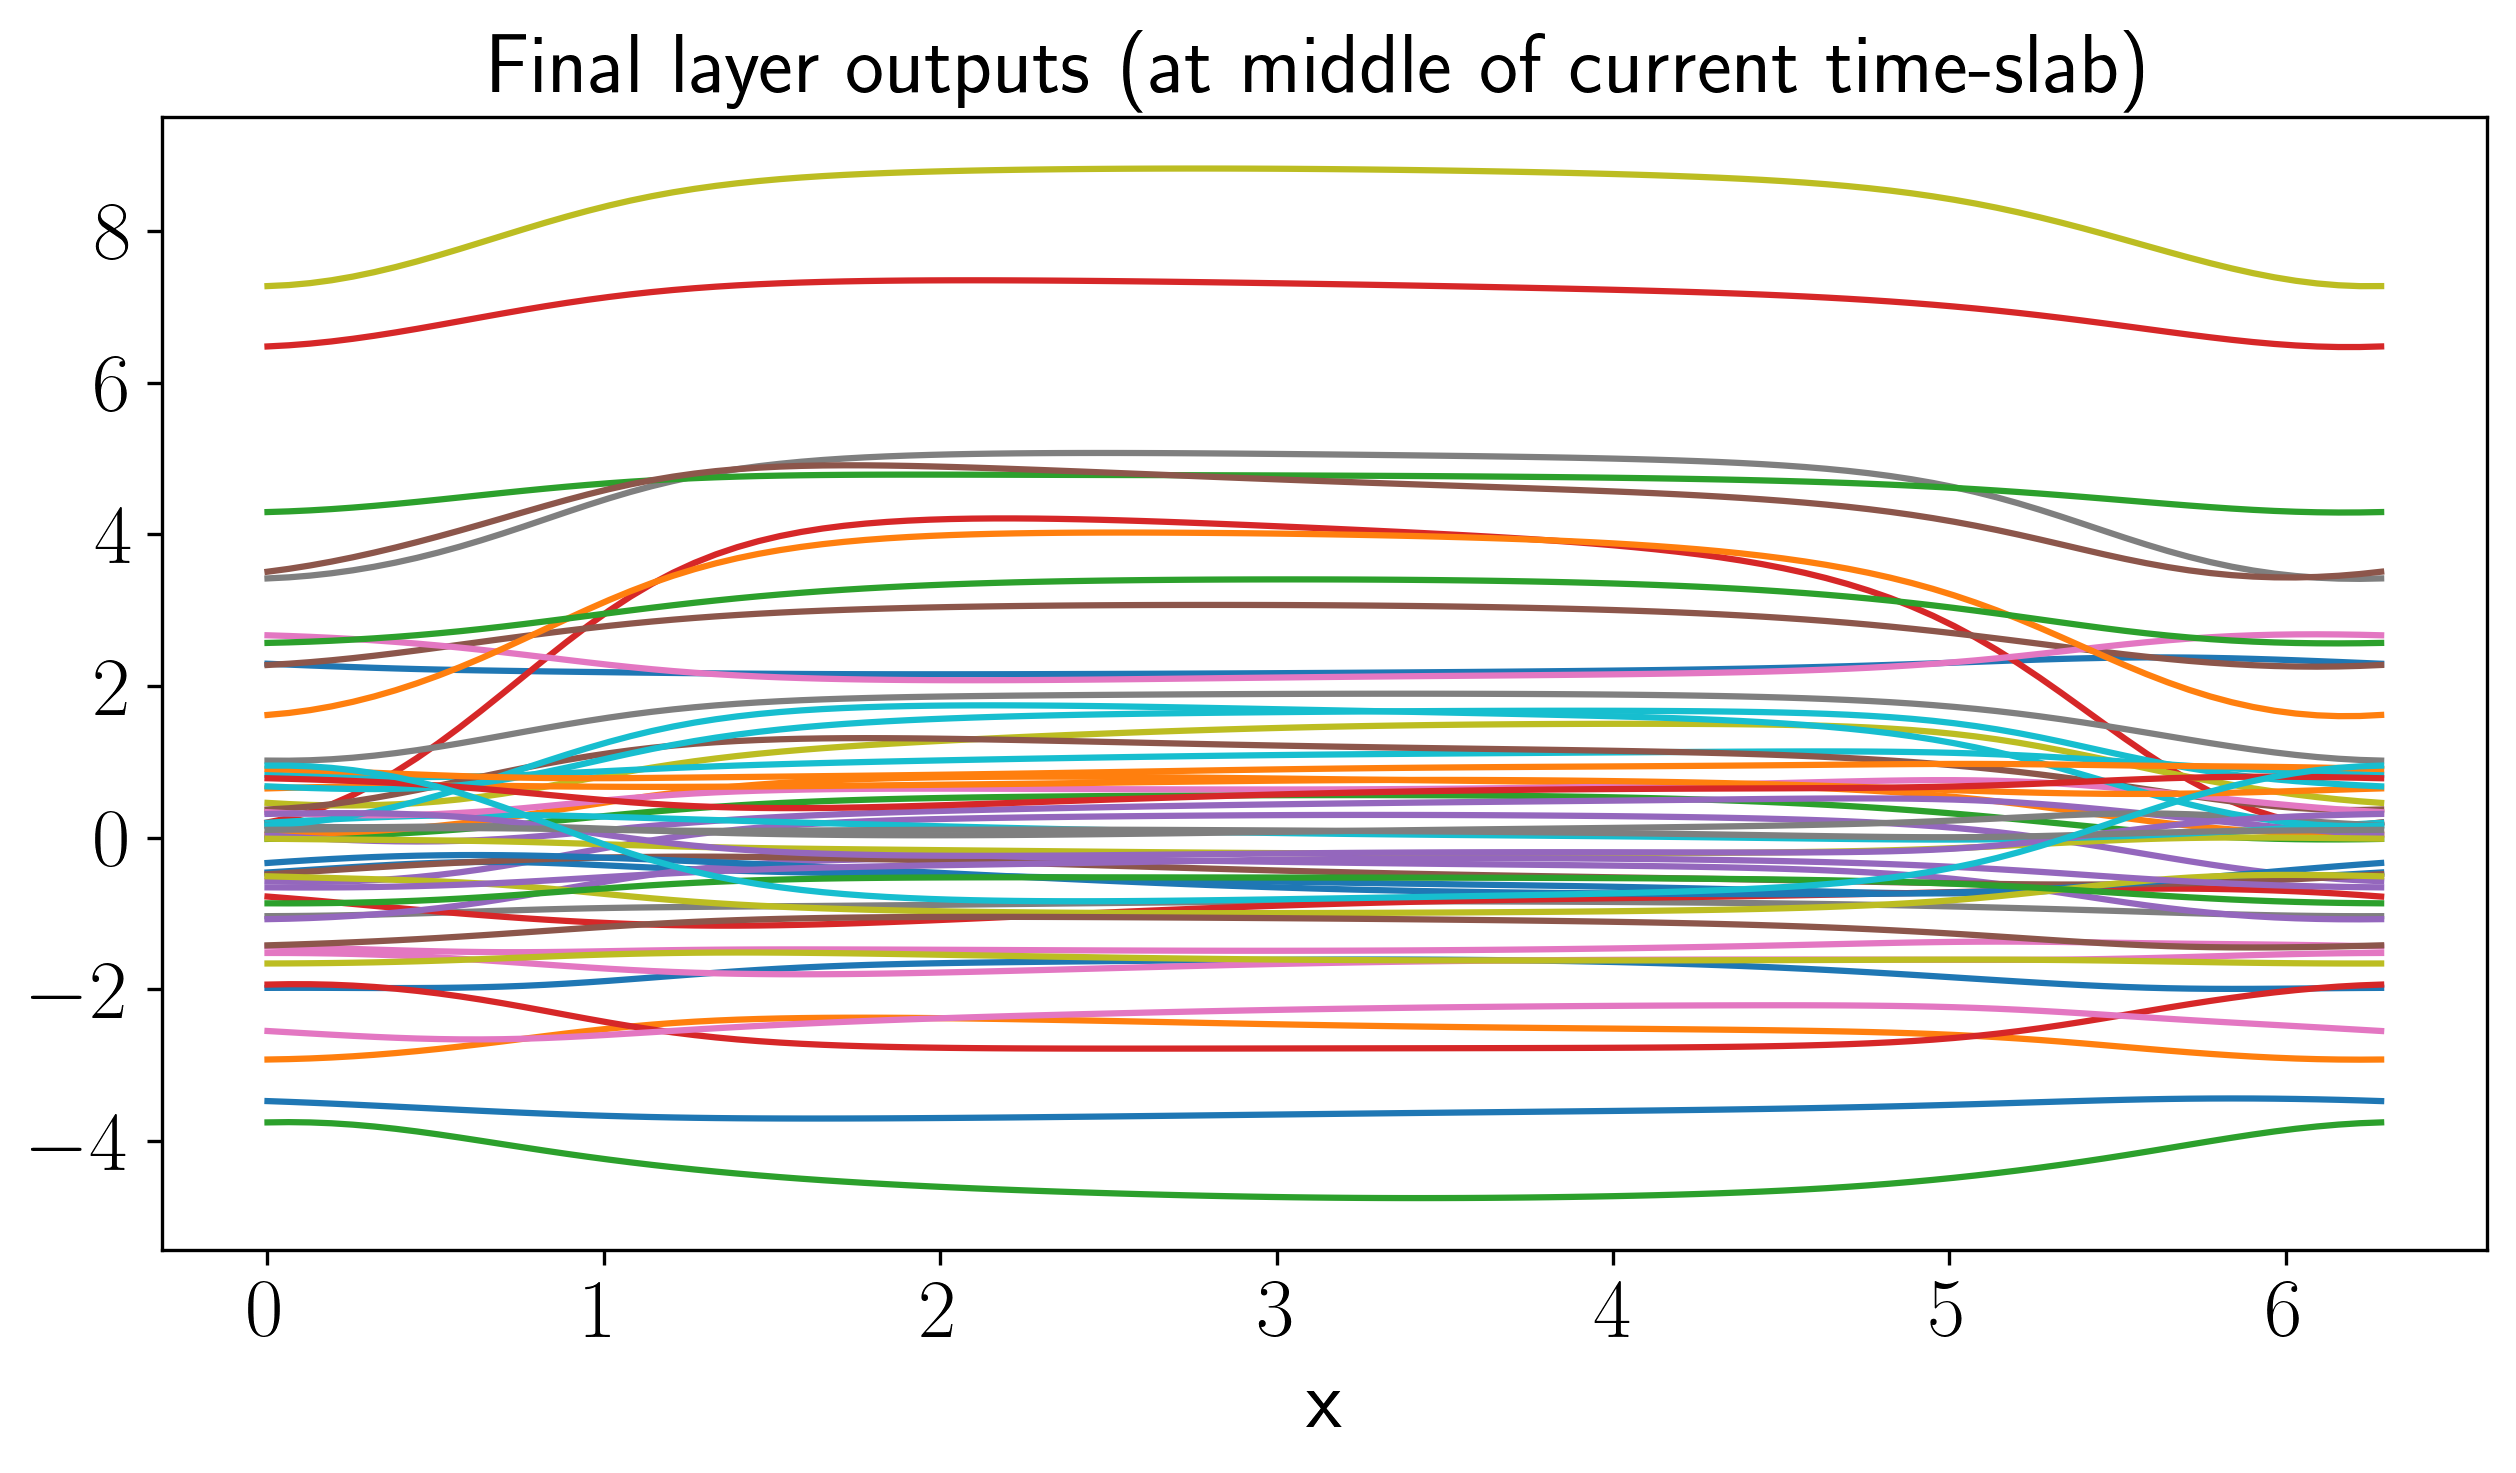 Final layer outputs (at middle of current time-slab)
8
6
4
2
0
−2
−4
0 1 2 3 4 5 6
x